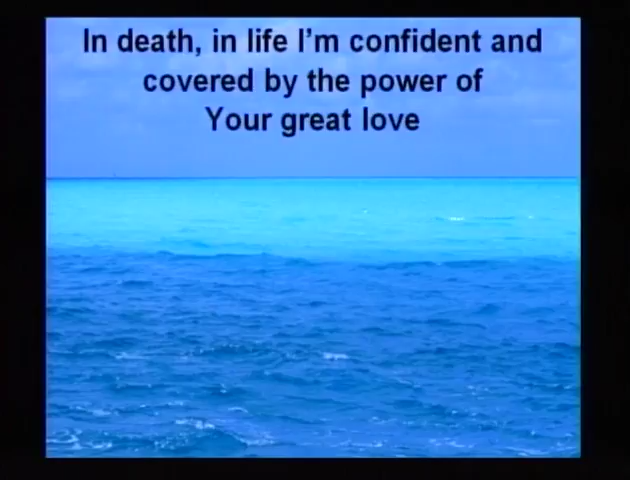 In death, in life I'm confident and
covered by the power of
Your great love